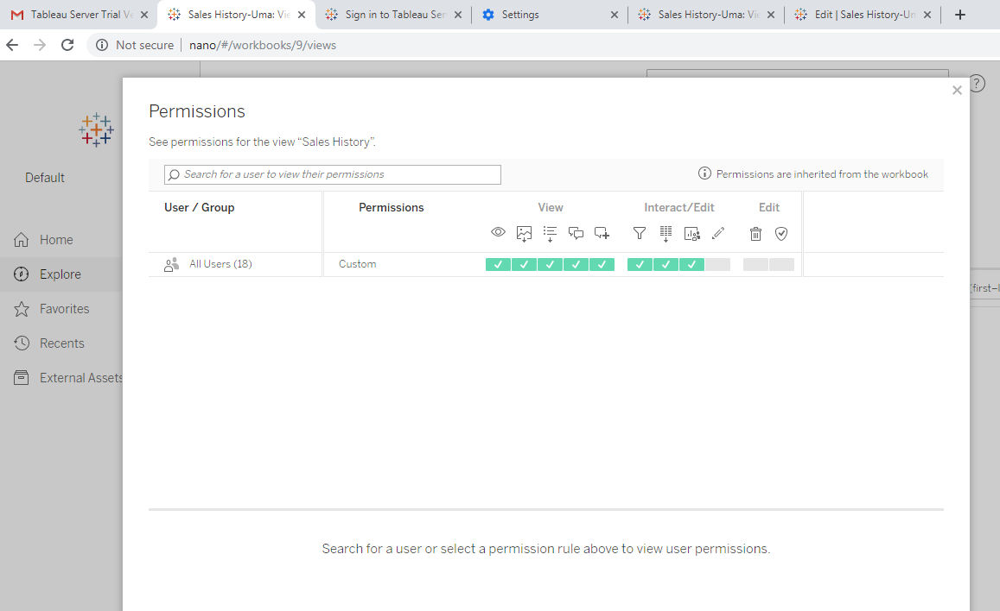 Tableau Server Trial Ve
Sales History-Uma: Vie
Sign in to Tableau Ser
Settings
Sales History-Uma: Vie
Edit | Sales History-Un
Not secure
nano/#/workbooks/9/views
Default
Home
Explore
Favorites
Recents
External Assets
Permissions
See permissions for the view “Sales History”.
Search for a user to view their permissions
Permissions are inherited from the workbook
User / Group
Permissions
View
Interact/Edit
Edit
All Users (18)
Custom
(first–l
Search for a user or select a permission rule above to view user permissions.